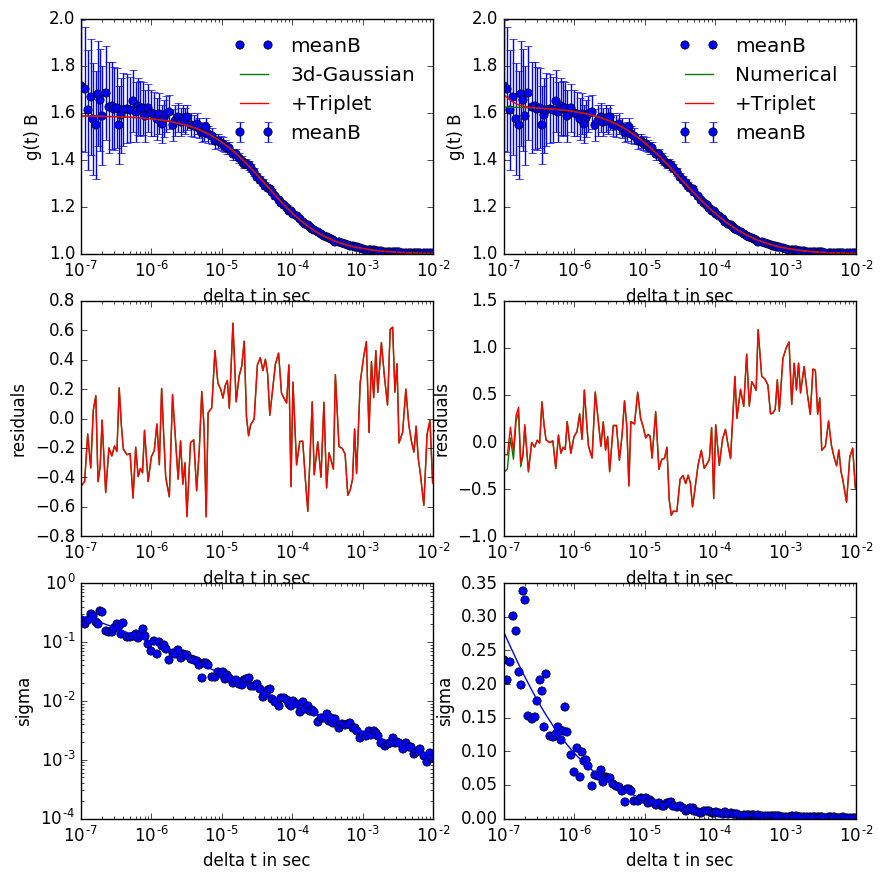 2.0
1.8
1.6
1.4
1.2
1.0
g(t) B
meanB
3d-Gaussian
+Triplet
meanB
10⁻⁷ 10⁻⁶ 10⁻⁵ 10⁻⁴ 10⁻³ 10⁻²
delta t in sec
2.0
1.8
1.6
1.4
1.2
1.0
g(t) B
meanB
Numerical
+Triplet
meanB
10⁻⁷ 10⁻⁶ 10⁻⁵ 10⁻⁴ 10⁻³ 10⁻²
delta t in sec
0.8
0.6
0.4
0.2
0.0
−0.2
−0.4
−0.6
−0.8
residuals
10⁻⁷ 10⁻⁶ 10⁻⁵ 10⁻⁴ 10⁻³ 10⁻²
delta t in sec
1.5
1.0
0.5
0.0
−0.5
−1.0
residuals
10⁻⁷ 10⁻⁶ 10⁻⁵ 10⁻⁴ 10⁻³ 10⁻²
delta t in sec
10⁰
10⁻¹
10⁻²
10⁻³
10⁻⁴
sigma
10⁻⁷ 10⁻⁶ 10⁻⁵ 10⁻⁴ 10⁻³ 10⁻²
delta t in sec
0.35
0.30
0.25
0.20
0.15
0.10
0.05
0.00
sigma
10⁻⁷ 10⁻⁶ 10⁻⁵ 10⁻⁴ 10⁻³ 10⁻²
delta t in sec